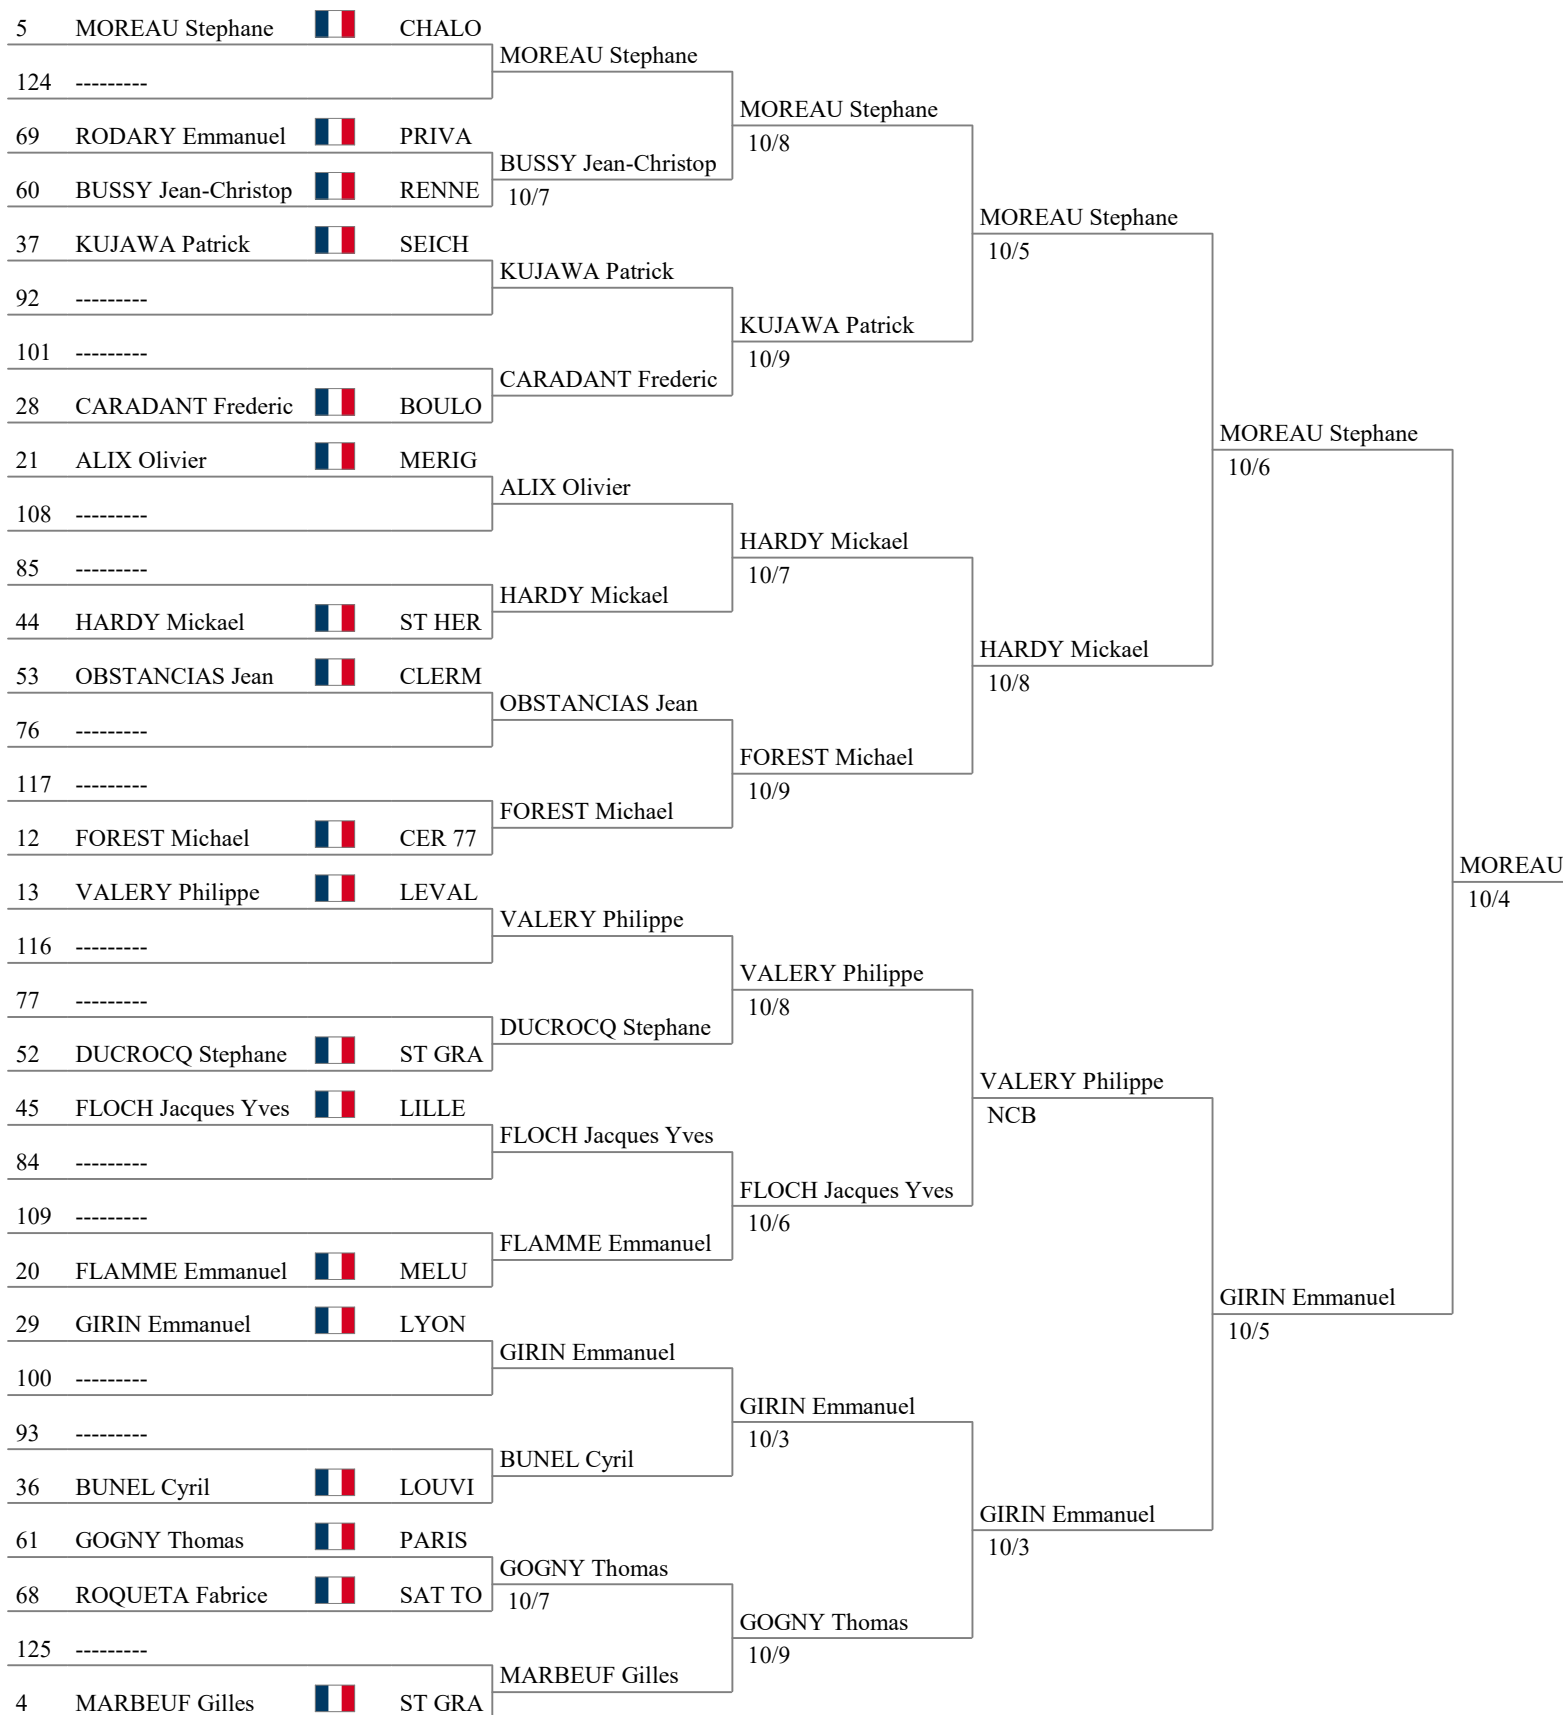 5 MOREAU Stephane CHALO
MOREAU Stephane
124 ---------
MOREAU Stephane
69 RODARY Emmanuel PRIVA
10/8
BUSSY Jean-Christop
60 BUSSY Jean-Christop RENNE
10/7
MOREAU Stephane
37 KUJAWA Patrick SEICH
10/5
KUJAWA Patrick
92 ---------
KUJAWA Patrick
101 ---------
10/9
CARADANT Frederic
28 CARADANT Frederic BOULO
MOREAU Stephane
21 ALIX Olivier MERIG
10/6
ALIX Olivier
108 ---------
HARDY Mickael
85 ---------
10/7
HARDY Mickael
44 HARDY Mickael ST HER
HARDY Mickael
53 OBSTANCIAS Jean CLERM
10/8
OBSTANCIAS Jean
76 ---------
FOREST Michael
117 ---------
10/9
FOREST Michael
12 FOREST Michael CER 77
MOREAU
13 VALERY Philippe LEVAL
10/4
VALERY Philippe
116 ---------
VALERY Philippe
77 ---------
10/8
DUCROCQ Stephane
52 DUCROCQ Stephane ST GRA
VALERY Philippe
45 FLOCH Jacques Yves LILLE
NCB
FLOCH Jacques Yves
84 ---------
FLOCH Jacques Yves
109 ---------
10/6
FLAMME Emmanuel
20 FLAMME Emmanuel MELU
GIRIN Emmanuel
29 GIRIN Emmanuel LYON
10/5
GIRIN Emmanuel
100 ---------
GIRIN Emmanuel
93 ---------
10/3
BUNEL Cyril
36 BUNEL Cyril LOUVI
GIRIN Emmanuel
61 GOGNY Thomas PARIS
10/3
GOGNY Thomas
68 ROQUETA Fabrice SAT TO
10/7
GOGNY Thomas
125 ---------
10/9
MARBEUF Gilles
4 MARBEUF Gilles ST GRA